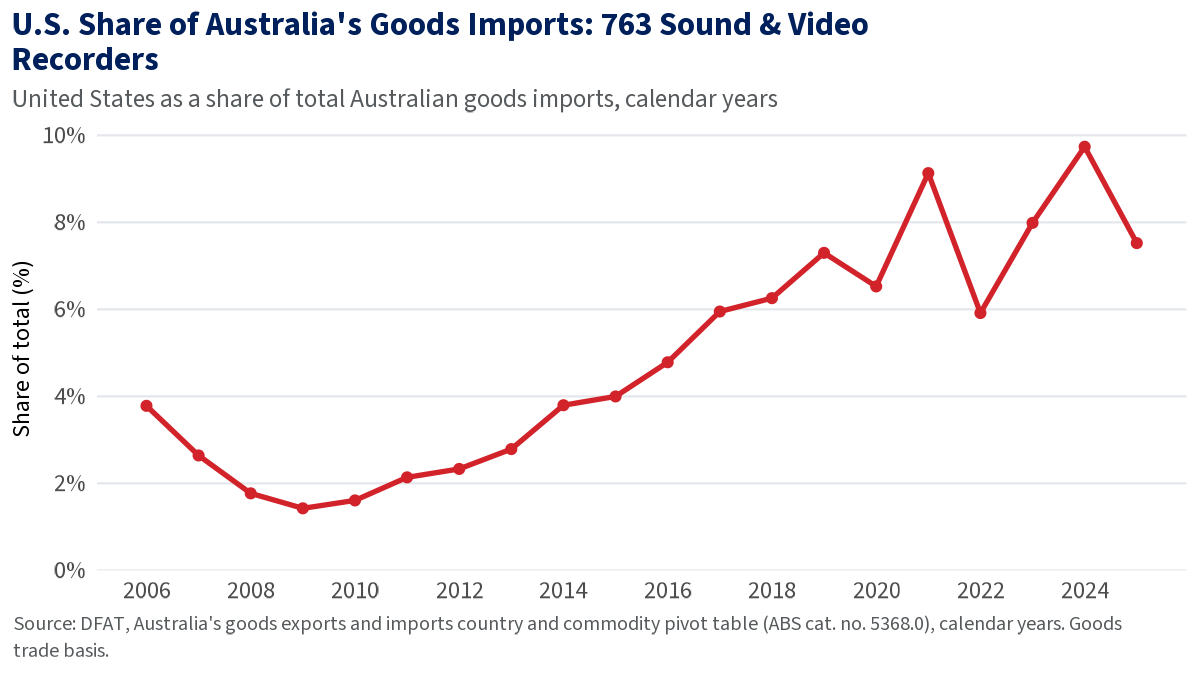 U.S. Share of Australia's Goods Imports: 763 Sound & Video
Recorders
United States as a share of total Australian goods imports, calendar years
Share of total (%)
10%
8%
6%
4%
2%
0%
2006 2008 2010 2012 2014 2016 2018 2020 2022 2024
Source: DFAT, Australia's goods exports and imports country and commodity pivot table (ABS cat. no. 5368.0), calendar years. Goods
trade basis.